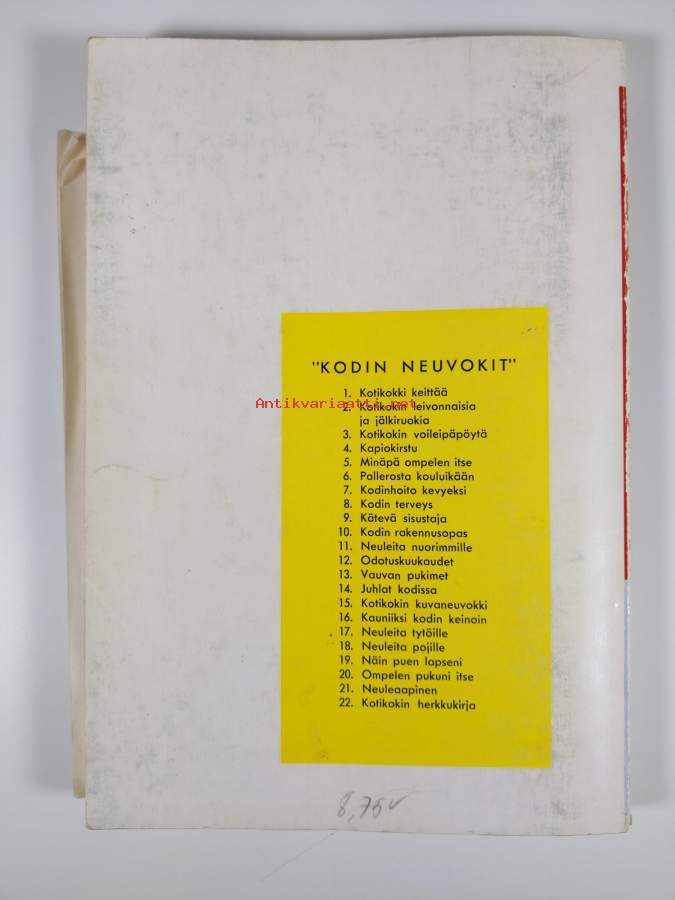 "KODIN NEUVOKIT"
1. Kotikokki keittää
Antikvariaatti.net
2. Kotikokin leivonnaisia
ja jälkiruokia
3. Kotikokin voileipäpöytä
4. Kapiokirstu
5. Minäpä ompelen itse
6. Pallerosta kouluikään
7. Kodinhoito kevyeksi
8. Kodin terveys
9. Kätevä sisustaja
10. Kodin rakennusopas
11. Neuleita nuorimmille
12. Odotuskuukaudet
13. Vauvan pukimet
14. Juhlat kodissa
15. Kotikokin kuvaneuvokki
16. Kauniiksi kodin keinoin
17. Neuleita tytöille
18. Neuleita pojille
19. Näin puen lapseni
20. Ompelen pukuni itse
21. Neuleaapinen
22. Kotikokin herkkukirja
8,75